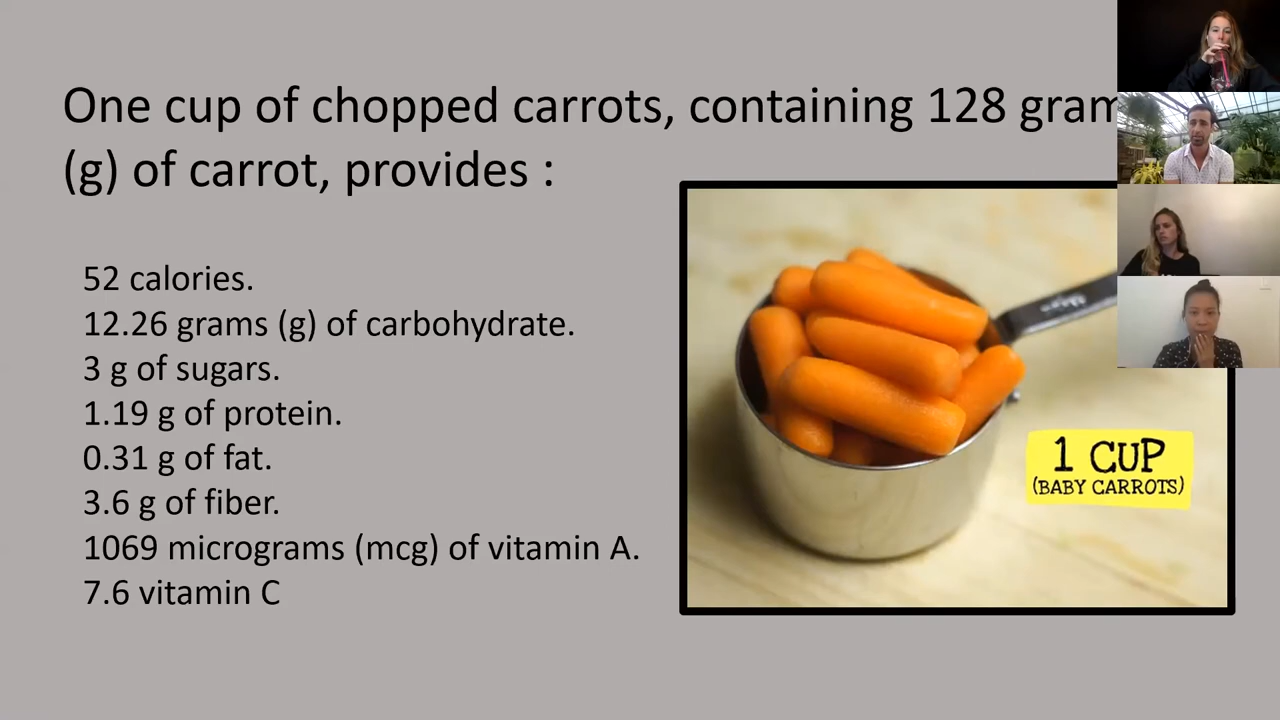 One cup of chopped carrots, containing 128 gram
(g) of carrot, provides :
52 calories.
12.26 grams (g) of carbohydrate.
3 g of sugars.
1.19 g of protein.
0.31 g of fat.
3.6 g of fiber.
1069 micrograms (mcg) of vitamin A.
7.6 vitamin C
1 CUP
(BABY CARROTS)